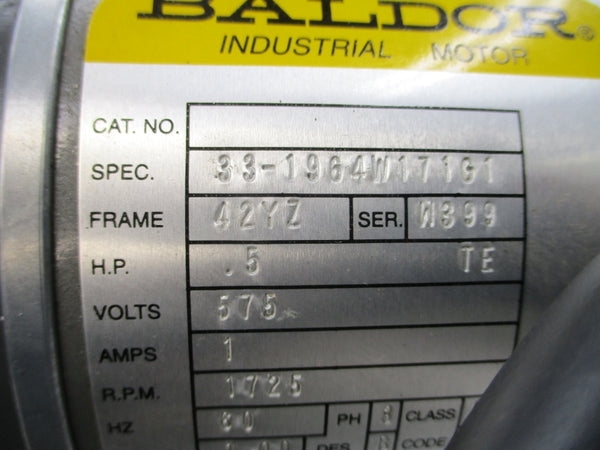 BALDOR®
INDUSTRIAL MOTOR
CAT. NO.
SPEC. 33-1964W171G1
FRAME 42YZ SER. W399
H.P. .5 TE
VOLTS 575
AMPS 1
R.P.M. 1725
HZ 60 PH 3 CLASS
DES. B CODE